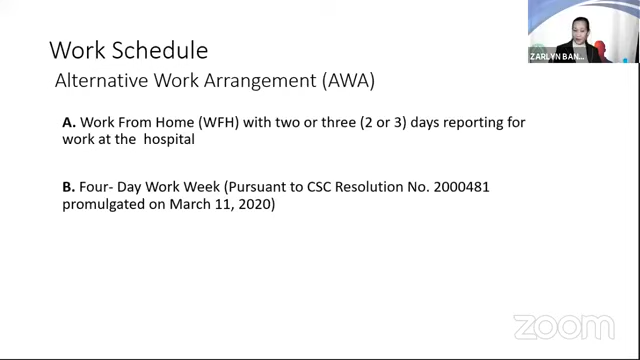 Work Schedule
Alternative Work Arrangement (AWA)
A. Work From Home (WFH) with two or three (2 or 3) days reporting for
work at the hospital
B. Four- Day Work Week (Pursuant to CSC Resolution No. 2000481
promulgated on March 11, 2020)
ZARLYN BAN...
zoom